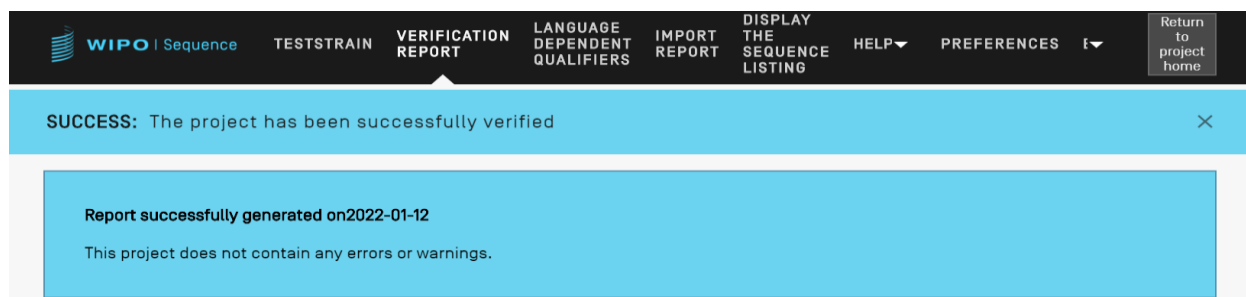 WIPO | Sequence
TESTSTRAIN
VERIFICATION
REPORT
LANGUAGE
DEPENDENT
QUALIFIERS
IMPORT
REPORT
DISPLAY
THE
SEQUENCE
LISTING
HELP
PREFERENCES
Return
to
project
home
SUCCESS: The project has been successfully verified
Report successfully generated on2022-01-12
This project does not contain any errors or warnings.